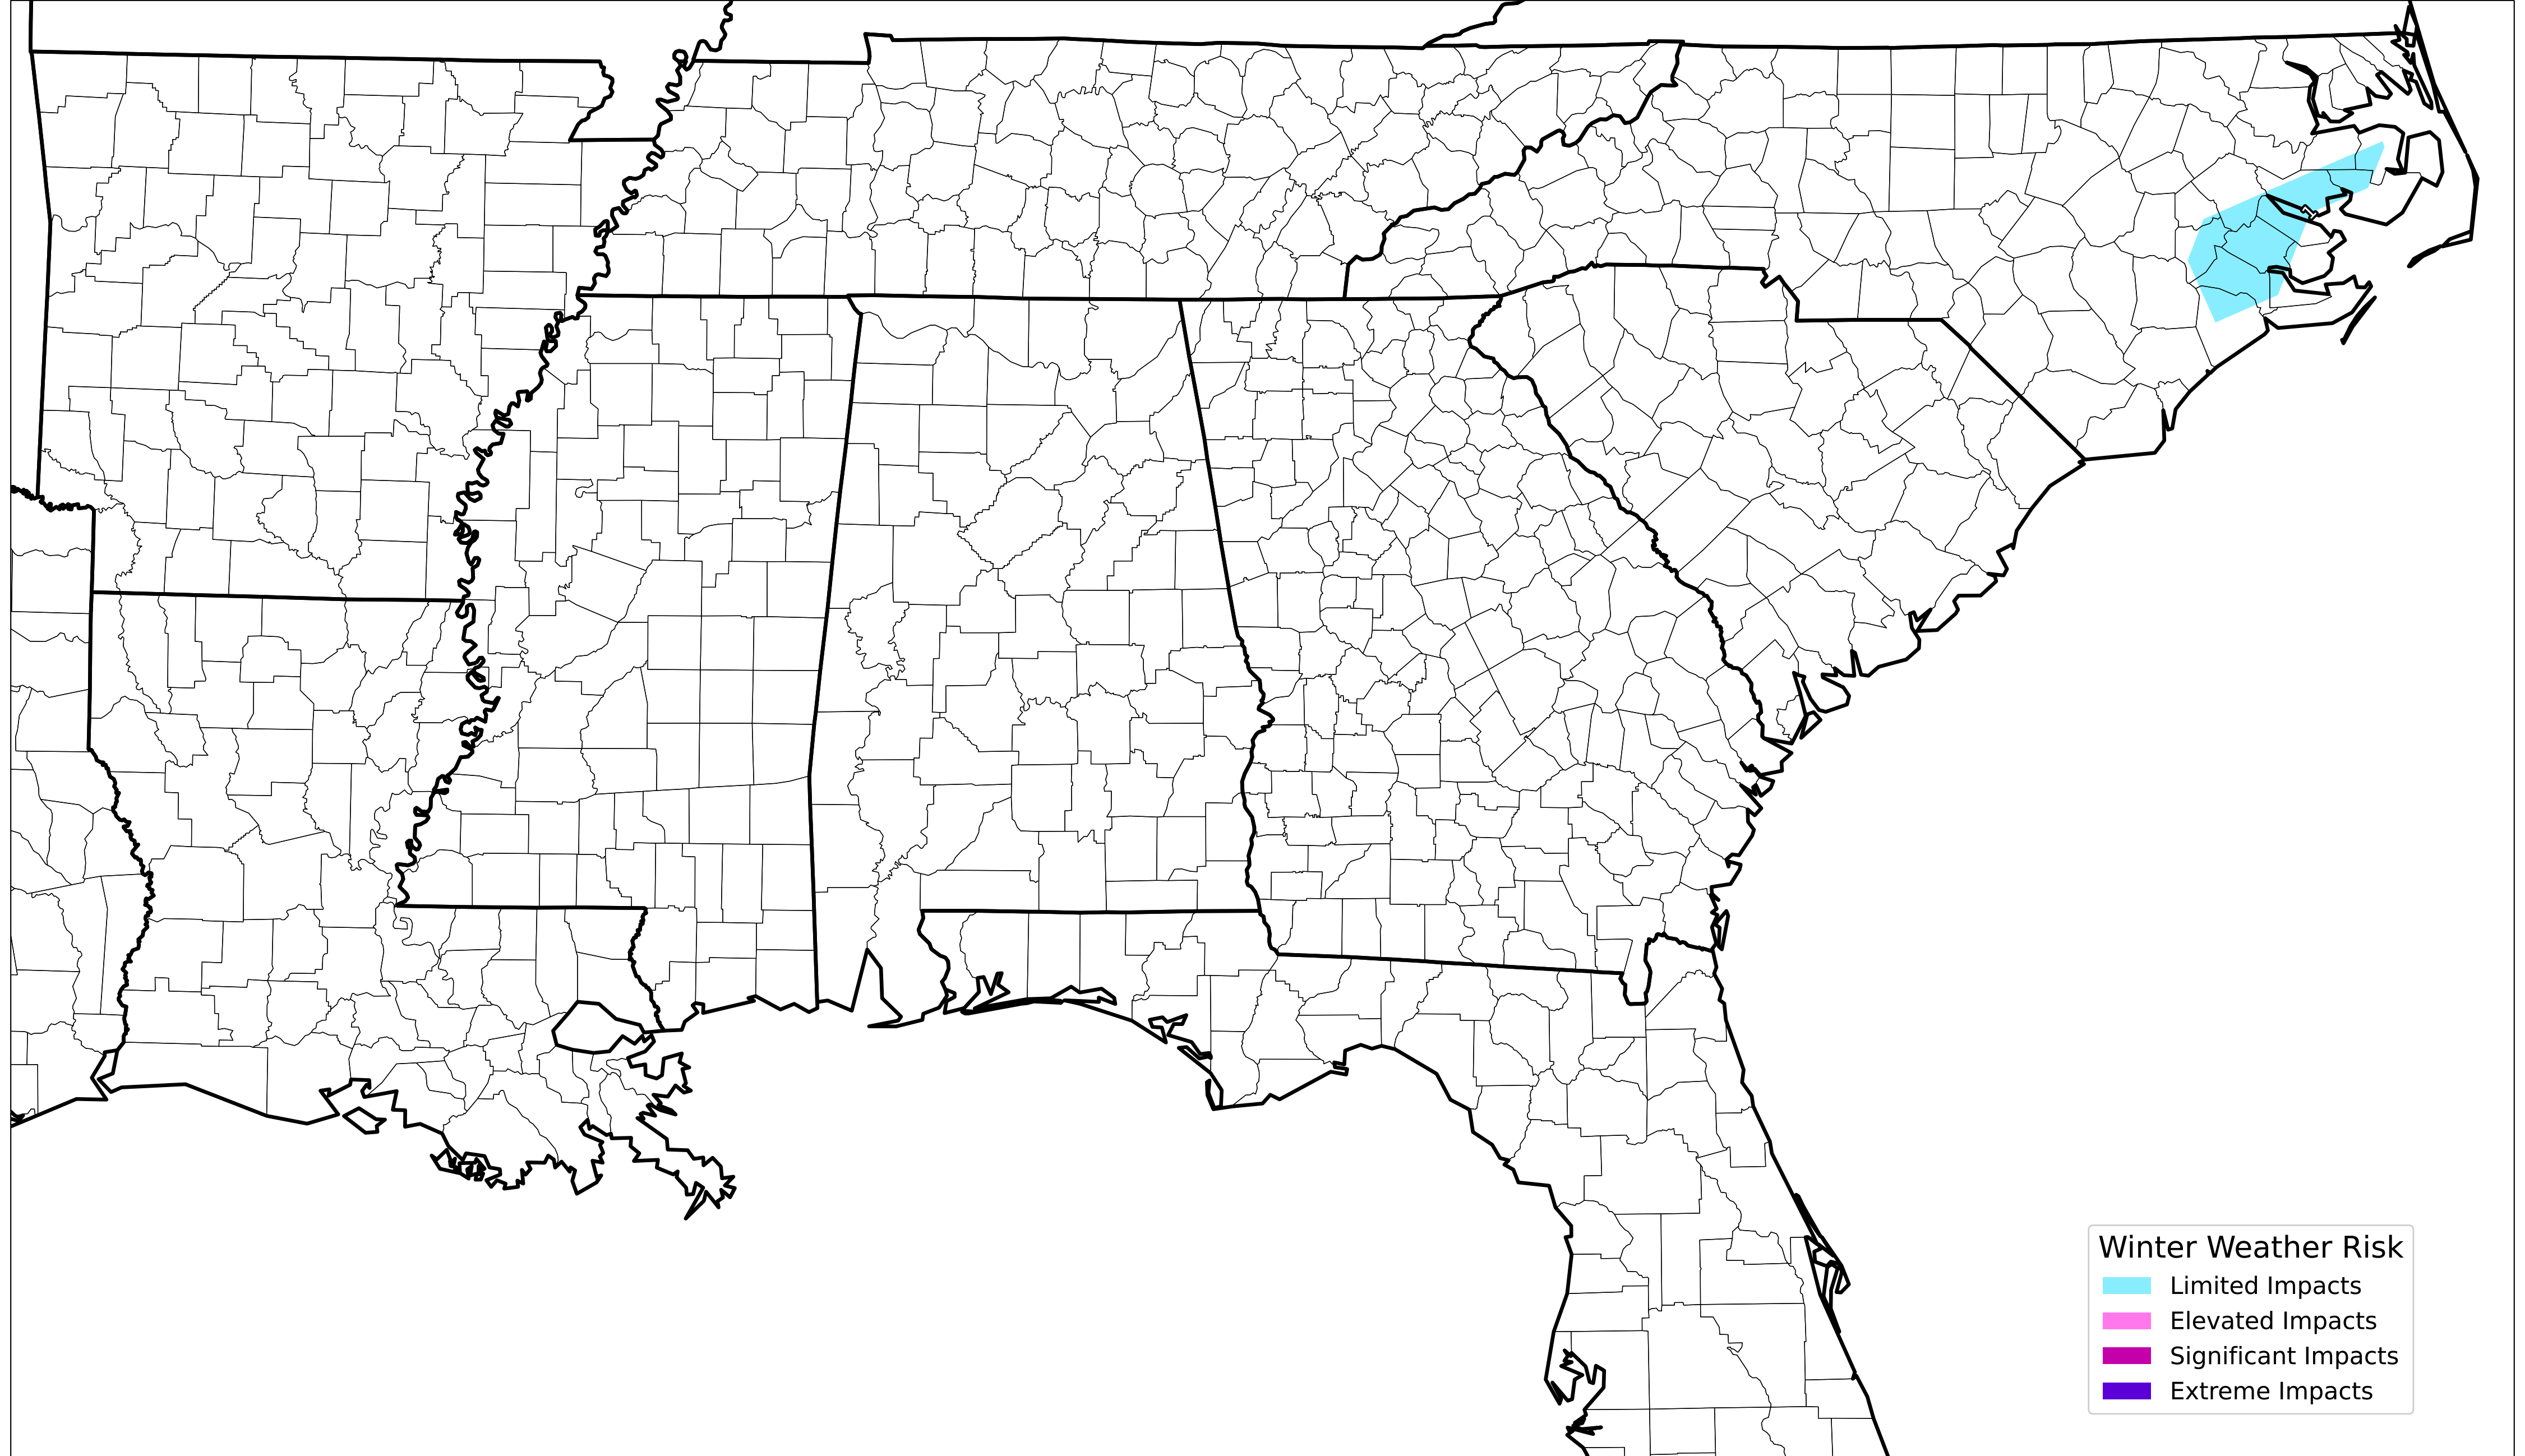 Winter Weather Risk
Limited Impacts
Elevated Impacts
Significant Impacts
Extreme Impacts